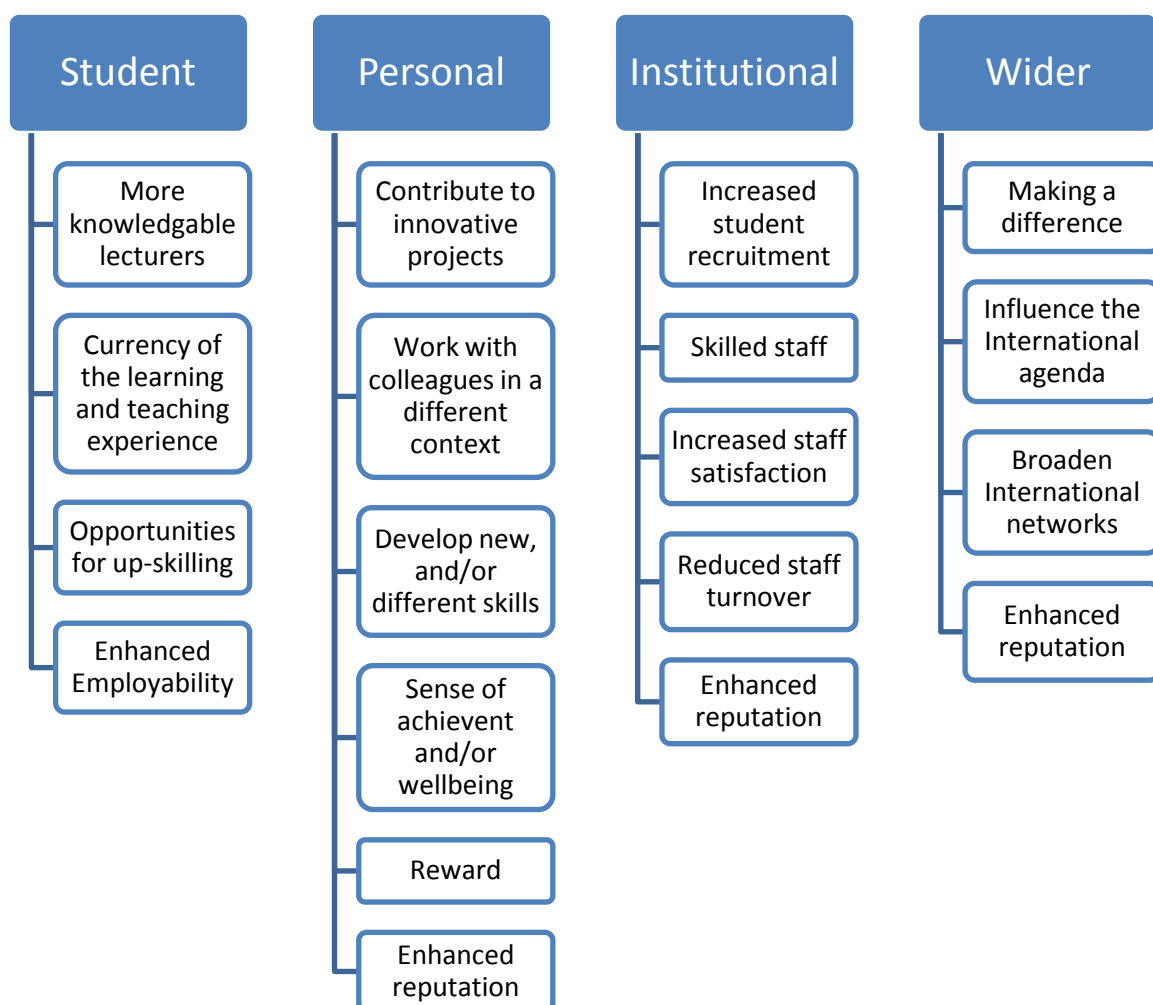 Student
More
knowledgable
lecturers
Currency of
the learning
and teaching
experience
Opportunities
for up-skilling
Enhanced
Employability
Personal
Contribute to
innovative
projects
Work with
colleagues in a
different
context
Develop new,
and/or
different skills
Sense of
achievent
and/or
wellbeing
Reward
Enhanced
reputation
Institutional
Increased
student
recruitment
Skilled staff
Increased staff
satisfaction
Reduced staff
turnover
Enhanced
reputation
Wider
Making a
difference
Influence the
International
agenda
Broaden
International
networks
Enhanced
reputation